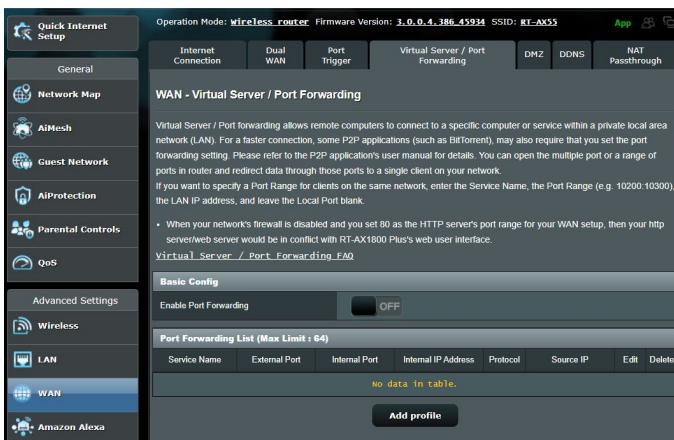 Quick Internet
Setup
General
Network Map
AiMesh
Guest Network
AiProtection
Parental Controls
QoS
Advanced Settings
Wireless
LAN
WAN
Amazon Alexa
Operation Mode: Wireless router Firmware Version: 3.0.0.4.386_45934 SSID: RT-AX55 App
Internet
Connection
Dual
WAN
Port
Trigger
Virtual Server / Port
Forwarding
DMZ
DDNS
NAT
Passthrough
WAN - Virtual Server / Port Forwarding
Virtual Server / Port forwarding allows remote computers to connect to a specific computer or service within a private local area
network (LAN). For a faster connection, some P2P applications (such as BitTorrent), may also require that you set the port
forwarding setting. Please refer to the P2P application's user manual for details. You can open the multiple port or a range of
ports in router and redirect data through those ports to a single client on your network.
If you want to specify a Port Range for clients on the same network, enter the Service Name, the Port Range (e.g. 10200:10300),
the LAN IP address, and leave the Local Port blank.
• When your network's firewall is disabled and you set 80 as the HTTP server's port range for your WAN setup, then your http
server/web server would be in conflict with RT-AX1800 Plus's web user interface.
Virtual Server / Port Forwarding FAQ
Basic Config
Enable Port Forwarding OFF
Port Forwarding List (Max Limit : 64)
Service Name External Port Internal Port Internal IP Address Protocol Source IP Edit Delete
No data in table.
Add profile